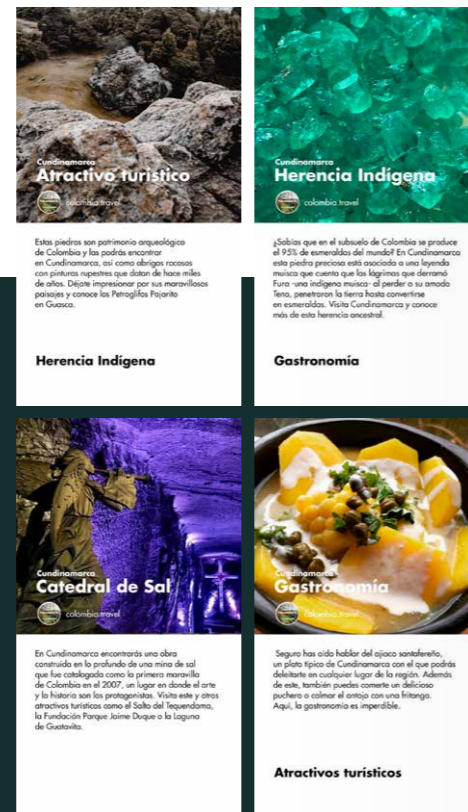 Cundinamarca
Atractivo turístico
colombia.travel
Estas piedras son patrimonio arqueológico
de Colombia y las podrás encontrar
en Cundinamarca, así como abrigos rocosos
con pinturas rupestres que datan de hace miles
de años. Déjate impresionar por sus maravillosos
paisajes y conoce los Petroglifos Pajarito
en Guasca.
Herencia Indígena
Cundinamarca
Herencia Indígena
colombia.travel
¿Sabías que en el subsuelo de Colombia se produce
el 95% de esmeraldas del mundo? En Cundinamarca
esta piedra preciosa está asociada a una leyenda
muisca que cuenta que las lágrimas que derramó
Fura -una indígena muisca- al perder a su amado
Tena, penetraron la tierra hasta convertirse
en esmeraldas. Visita Cundinamarca y conoce
más de esta herencia ancestral.
Gastronomía
Cundinamarca
Catedral de Sal
colombia.travel
En Cundinamarca encontrarás una obra
construida en lo profundo de una mina de sal
que fue catalogada como la primera maravilla
de Colombia en el 2007, un lugar en donde el arte
y la historia son los protagonistas. Visita este y otros
atractivos turísticos como el Salto del Tequendama,
la Fundación Parque Jaime Duque o la Laguna
de Guatavita.
Cundinamarca
Gastronomía
colombia.travel
Seguro has oído hablar del ajiaco santafereño,
un plato típico de Cundinamarca con el que podrás
deleitarte en cualquier lugar de la región. Además
de este, también puedes comerte un delicioso
puchero o calmar el antojo con una fritanga.
Aquí, la gastronomía es imperdible.
Atractivos turísticos